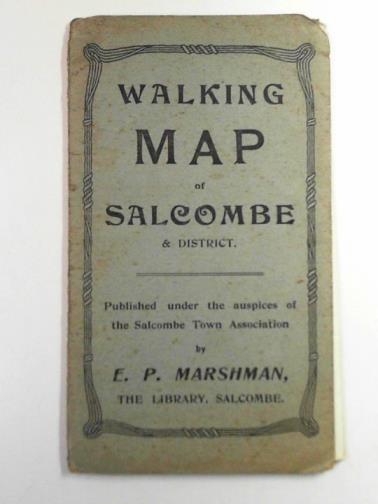 WALKING
MAP
of
SALCOMBE
& DISTRICT.
Published under the auspices of
the Salcombe Town Association
by
E. P. MARSHMAN,
THE LIBRARY, SALCOMBE.